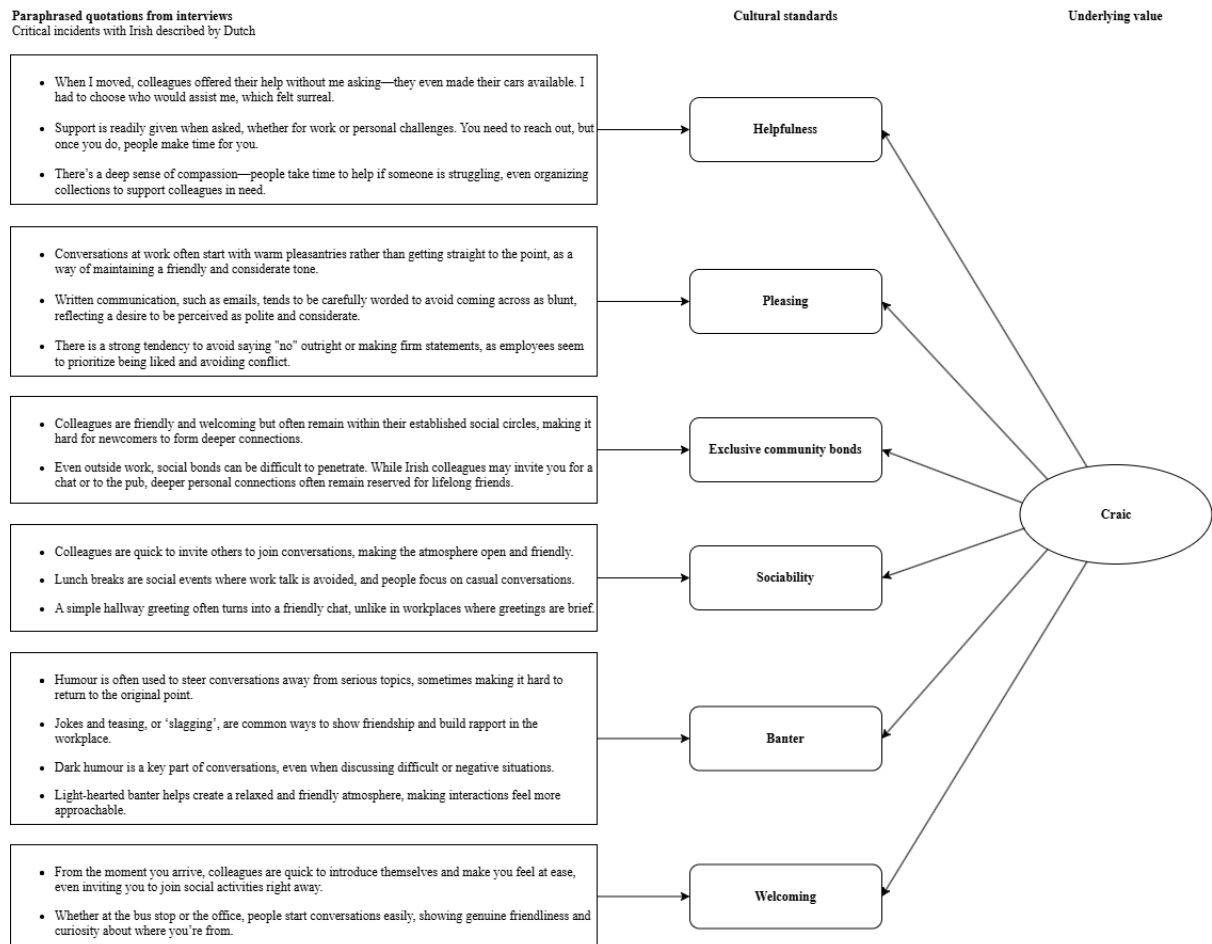 Paraphrased quotations from interviews
Critical incidents with Irish described by Dutch
Cultural standards
Underlying value
• When I moved, colleagues offered their help without me asking—they even made their cars available. I
had to choose who would assist me, which felt surreal.
• Support is readily given when asked, whether for work or personal challenges. You need to reach out, but
once you do, people make time for you.
• There’s a deep sense of compassion—people take time to help if someone is struggling, even organizing
collections to support colleagues in need.
Helpfulness
• Conversations at work often start with warm pleasantries rather than getting straight to the point, as a
way of maintaining a friendly and considerate tone.
• Written communication, such as emails, tends to be carefully worded to avoid coming across as blunt,
reflecting a desire to be perceived as polite and considerate.
• There is a strong tendency to avoid saying "no" outright or making firm statements, as employees seem
to prioritize being liked and avoiding conflict.
Pleasing
• Colleagues are friendly and welcoming but often remain within their established social circles, making it
hard for newcomers to form deeper connections.
• Even outside work, social bonds can be difficult to penetrate. While Irish colleagues may invite you for a
chat or to the pub, deeper personal connections often remain reserved for lifelong friends.
Exclusive community bonds
Craic
• Colleagues are quick to invite others to join conversations, making the atmosphere open and friendly.
• Lunch breaks are social events where work talk is avoided, and people focus on casual conversations.
• A simple hallway greeting often turns into a friendly chat, unlike in workplaces where greetings are brief.
Sociability
• Humour is often used to steer conversations away from serious topics, sometimes making it hard to
return to the original point.
• Jokes and teasing, or ‘slagging’, are common ways to show friendship and build rapport in the
workplace.
• Dark humour is a key part of conversations, even when discussing difficult or negative situations.
• Light-hearted banter helps create a relaxed and friendly atmosphere, making interactions feel more
approachable.
Banter
• From the moment you arrive, colleagues are quick to introduce themselves and make you feel at ease,
even inviting you to join social activities right away.
• Whether at the bus stop or the office, people start conversations easily, showing genuine friendliness and
curiosity about where you’re from.
Welcoming